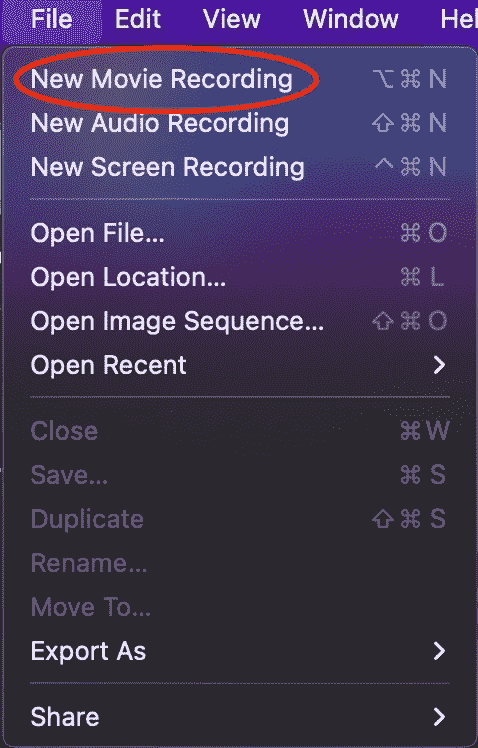 File Edit View Window Hel
New Movie Recording ⌥⌘N
New Audio Recording ⇧⌘N
New Screen Recording ^⌘N
Open File... ⌘O
Open Location... ⌘L
Open Image Sequence... ⇧⌘O
Open Recent >
Close ⌘W
Save... ⌘S
Duplicate ⇧⌘S
Rename...
Move To...
Export As >
Share >